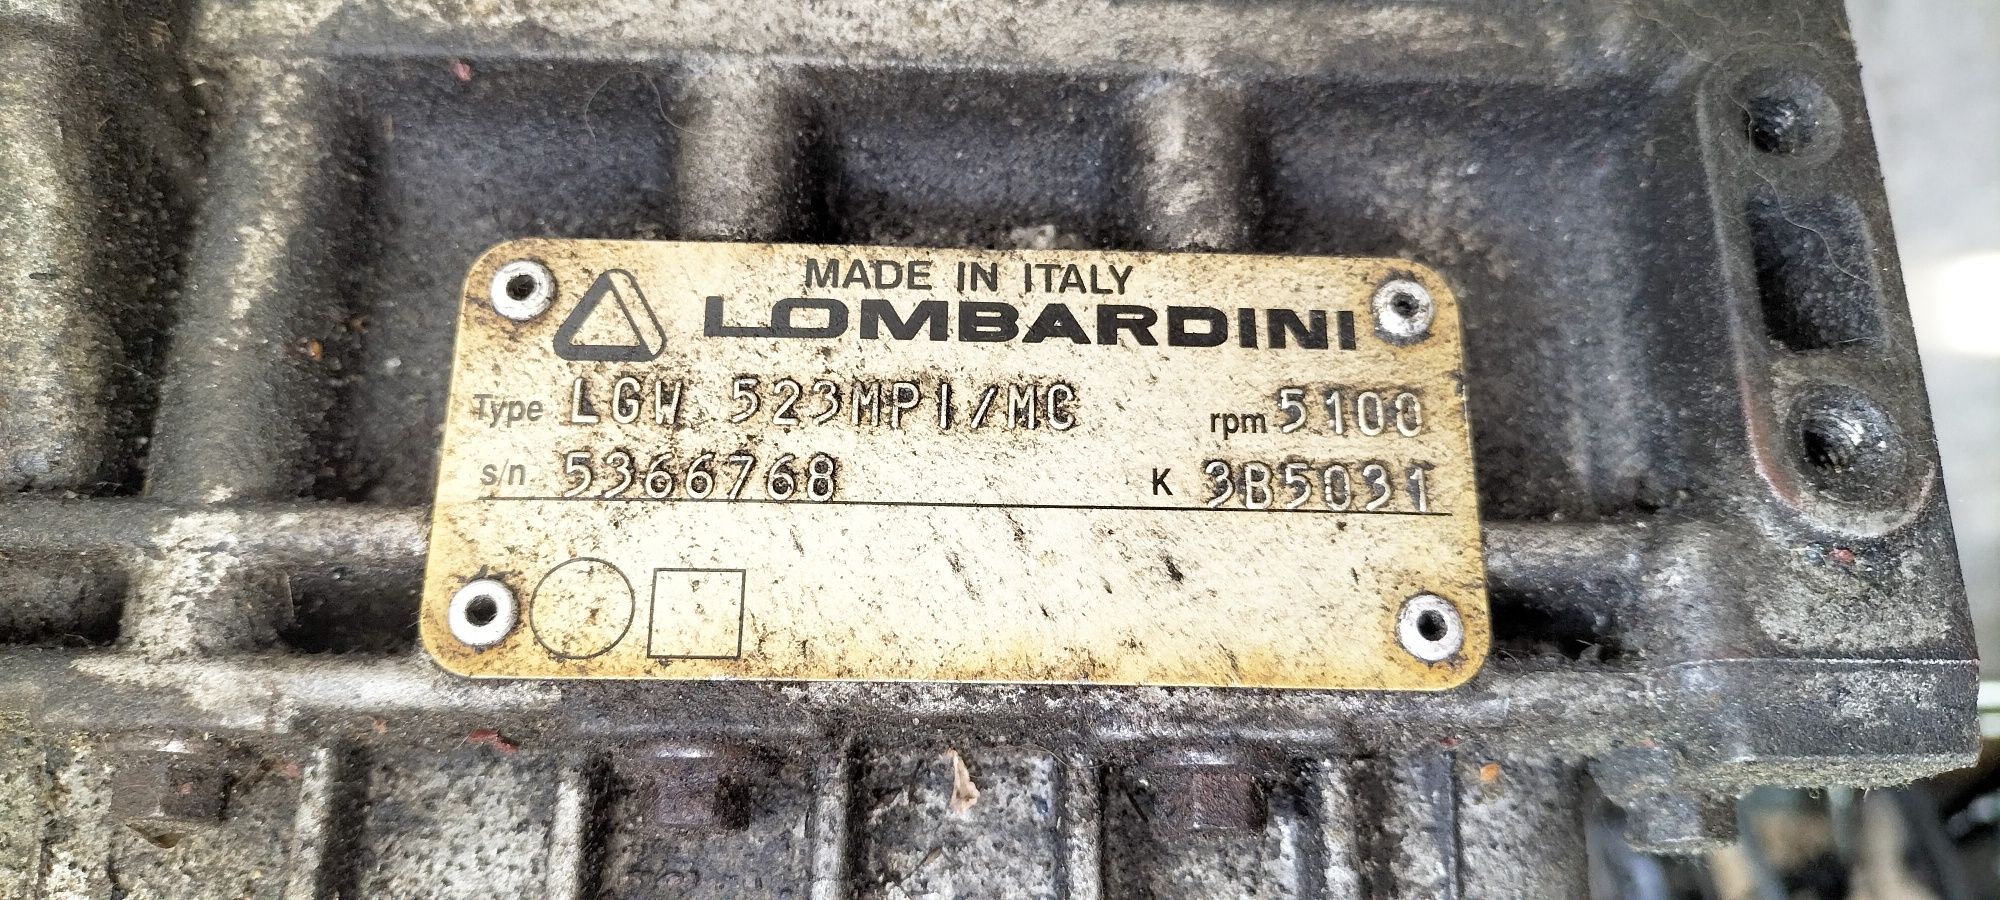 MADE IN ITALY
LOMBARDINI
Type LGW 523MPI/MC rpm 5100
s/n. 5366768 K 3B5031